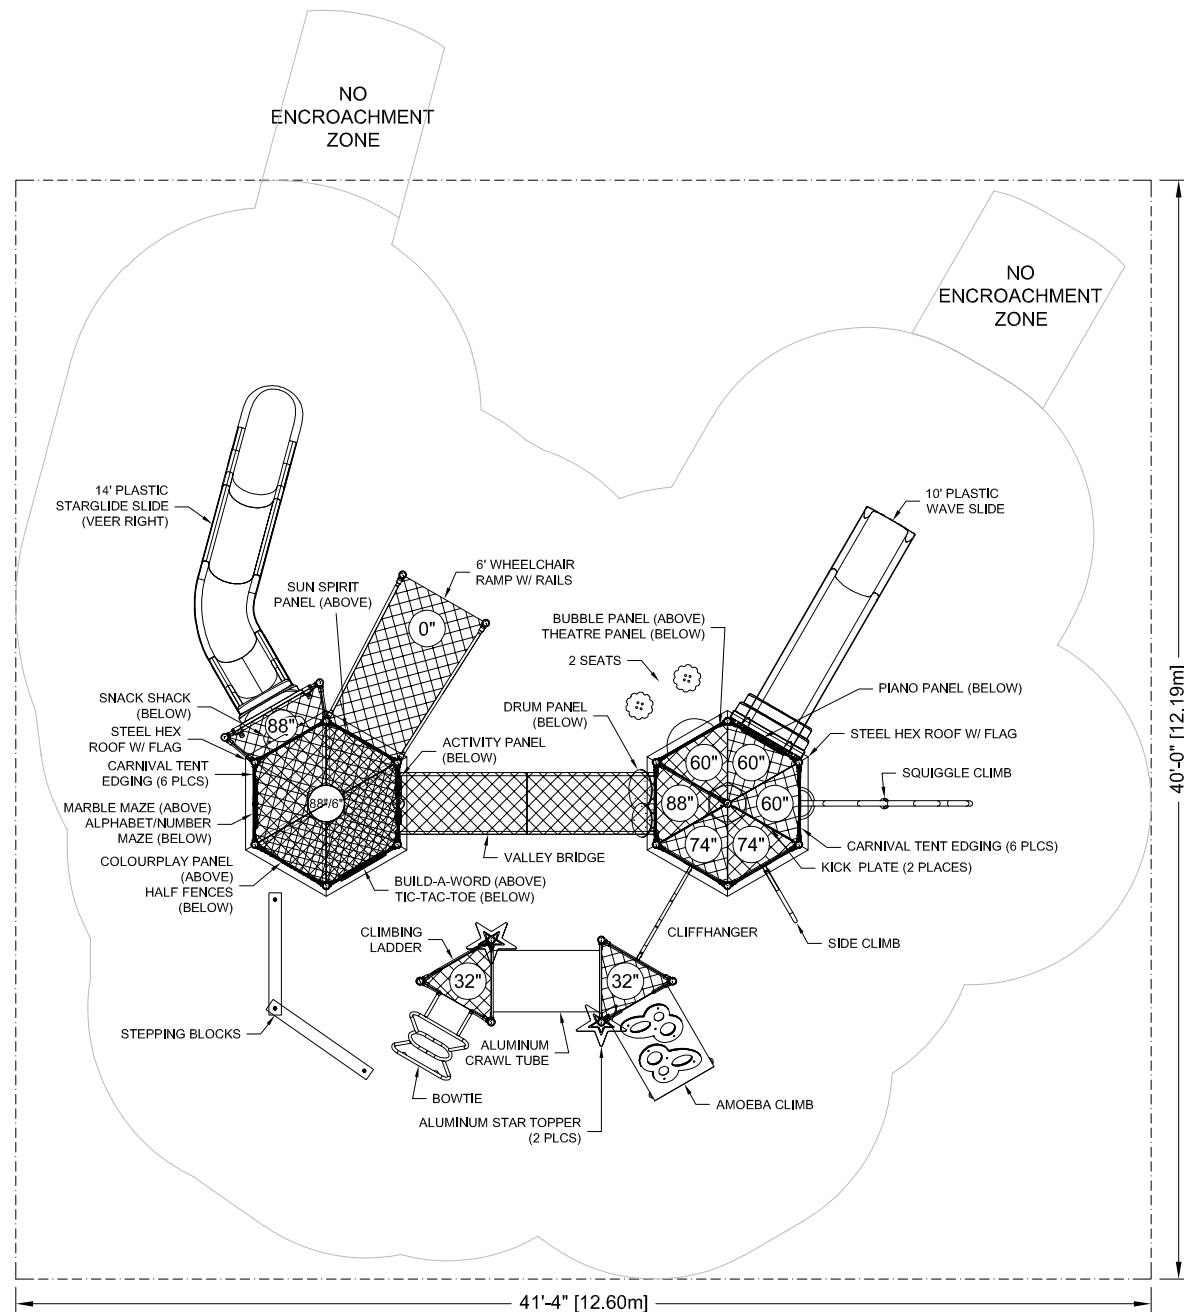 NO
ENCROACHMENT
ZONE
NO
ENCROACHMENT
ZONE
14' PLASTIC
STARGLIDE SLIDE
(VEER RIGHT)
10' PLASTIC
WAVE SLIDE
6' WHEELCHAIR
RAMP W/ RAILS
SUN SPIRIT
PANEL (ABOVE)
0"
BUBBLE PANEL (ABOVE)
THEATRE PANEL (BELOW)
2 SEATS
PIANO PANEL (BELOW)
SNACK SHACK
(BELOW)
88"
DRUM PANEL
(BELOW)
STEEL HEX
ROOF W/ FLAG
STEEL HEX ROOF W/ FLAG
ACTIVITY PANEL
(BELOW)
60"
60"
CARNIVAL TENT
EDGING (6 PLCS)
SQUIGGLE CLIMB
88"/6"
88"
60"
MARBLE MAZE (ABOVE)
ALPHABET/NUMBER
MAZE (BELOW)
74"
74"
CARNIVAL TENT EDGING (6 PLCS)
VALLEY BRIDGE
KICK PLATE (2 PLACES)
COLOURPLAY PANEL
(ABOVE)
HALF FENCES
(BELOW)
BUILD-A-WORD (ABOVE)
TIC-TAC-TOE (BELOW)
CLIMBING
LADDER
CLIFFHANGER
SIDE CLIMB
32"
32"
STEPPING BLOCKS
ALUMINUM
CRAWL TUBE
BOWTIE
AMOEBA CLIMB
ALUMINUM STAR TOPPER
(2 PLCS)
40'-0" [12.19m]
41'-4" [12.60m]